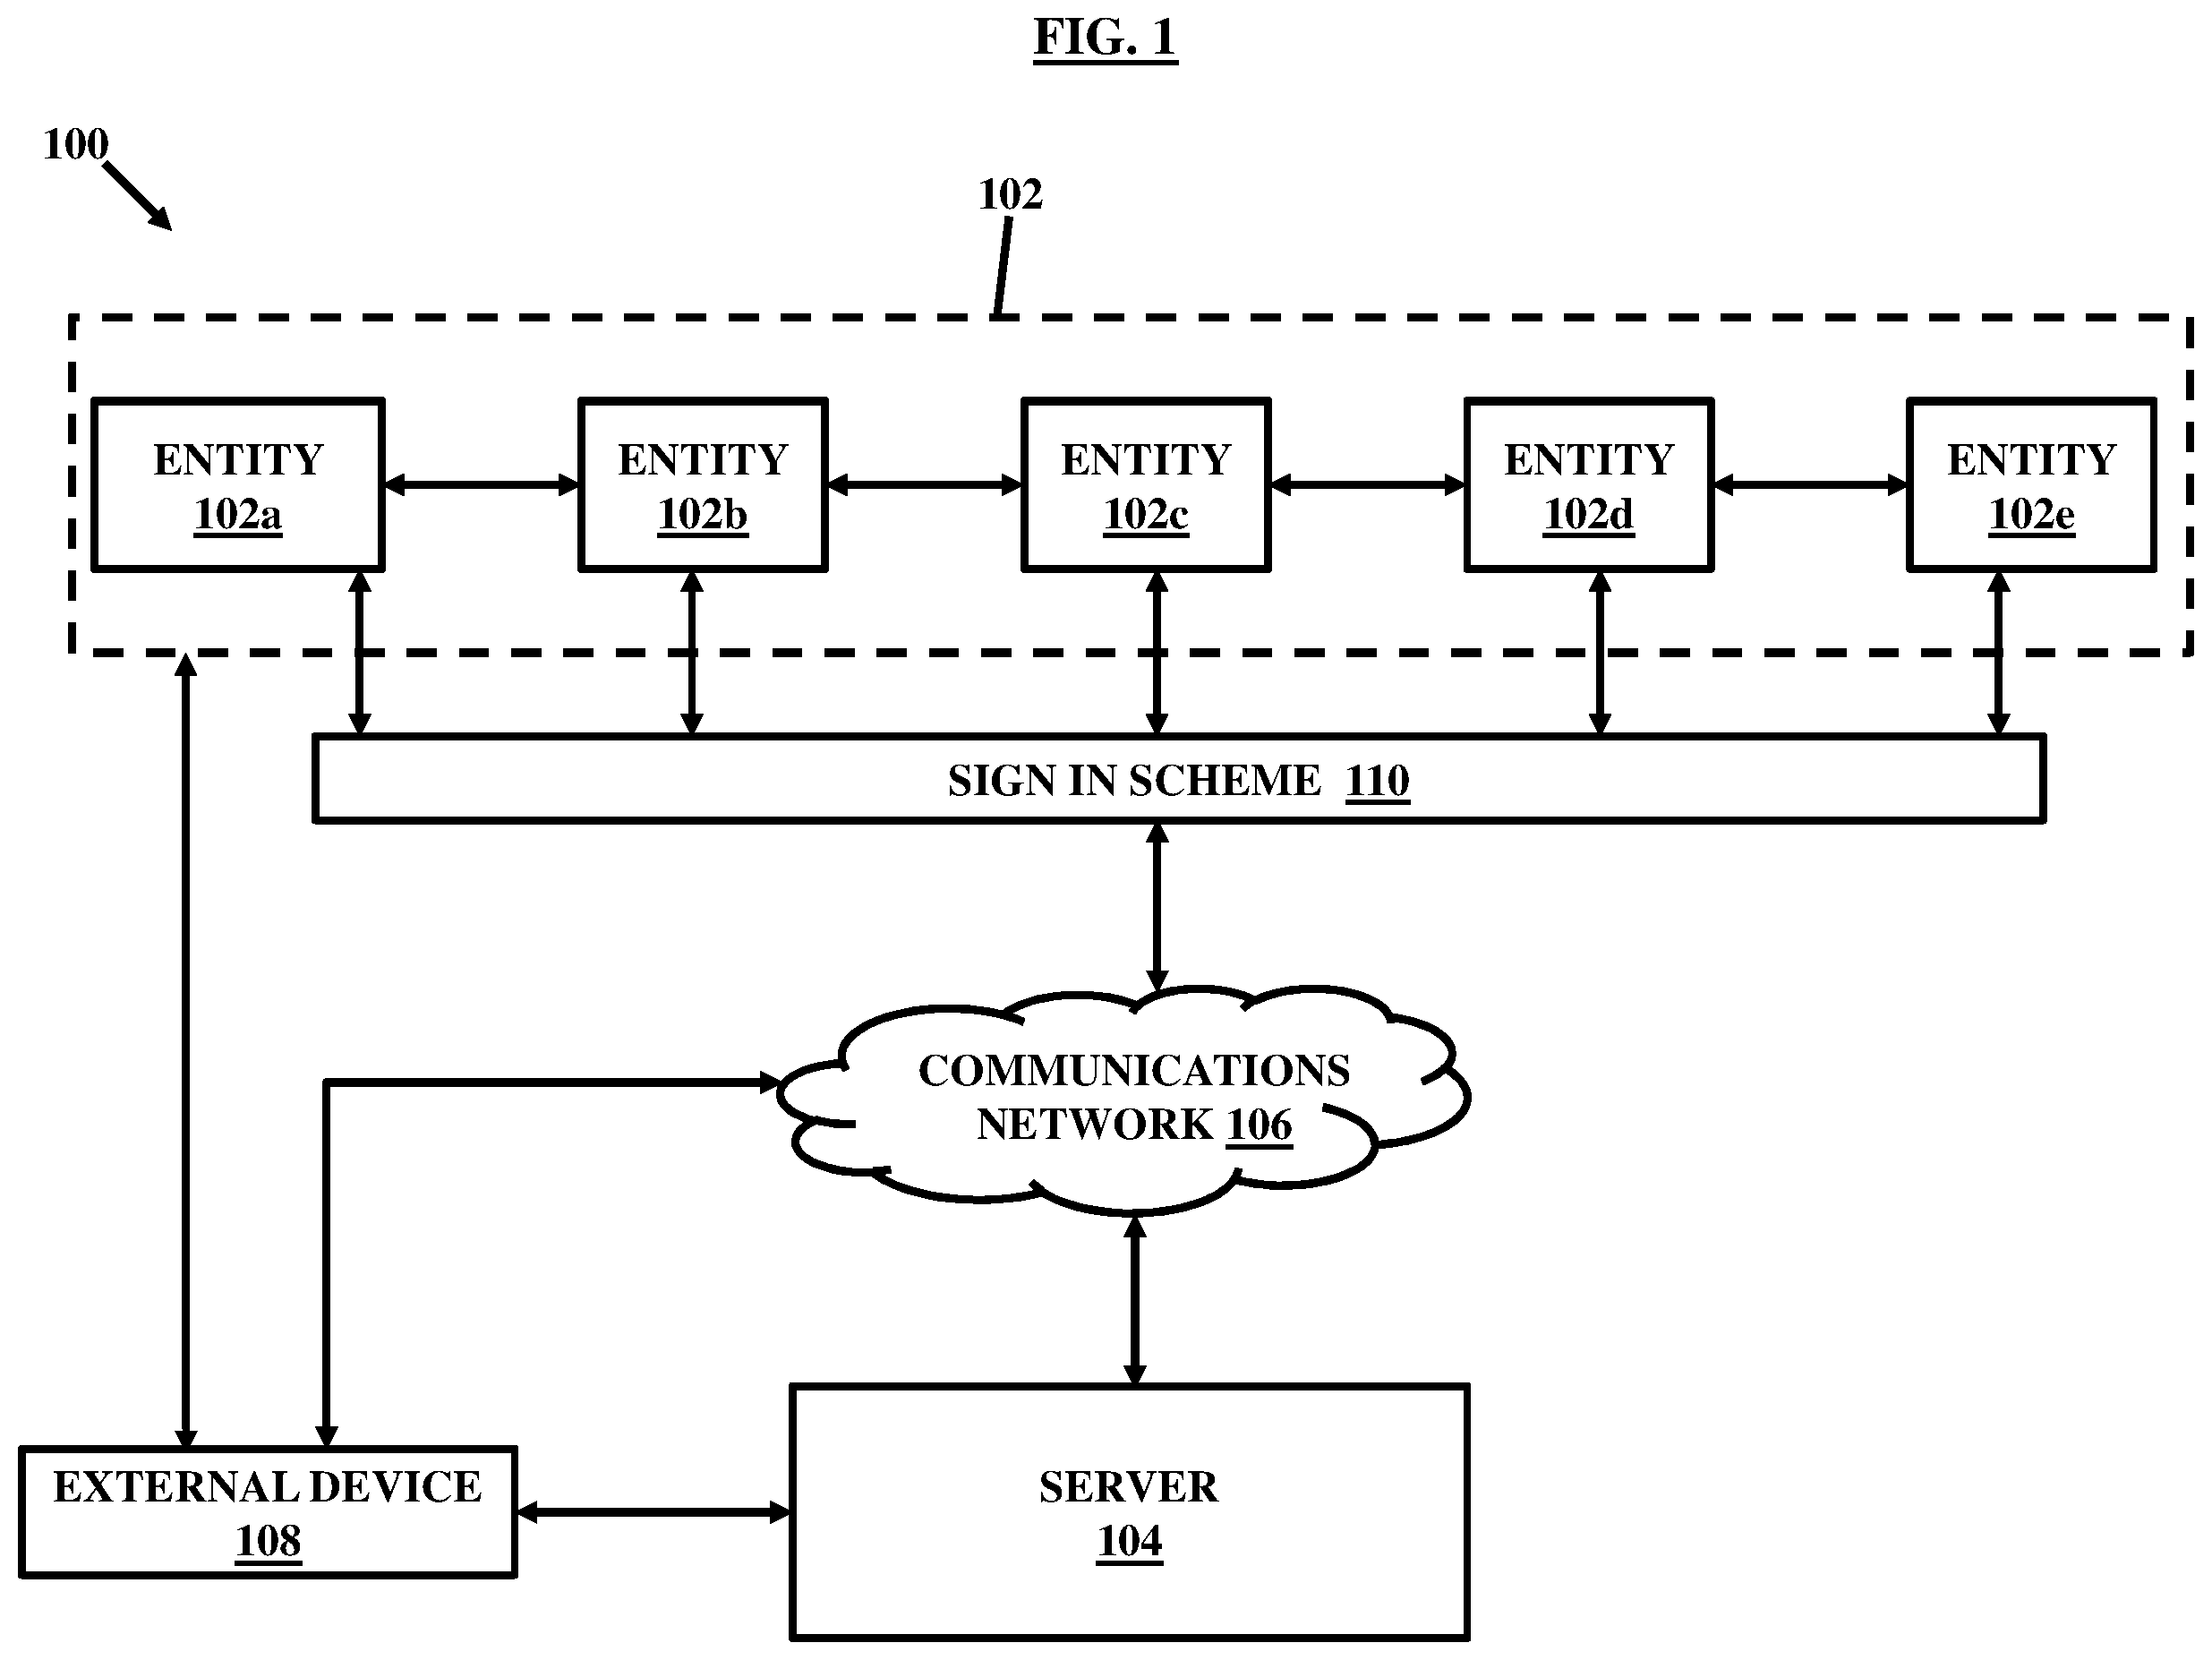 FIG. 1
100
102
ENTITY
102a
ENTITY
102b
ENTITY
102c
ENTITY
102d
ENTITY
102e
SIGN IN SCHEME 110
COMMUNICATIONS
NETWORK 106
EXTERNAL DEVICE
108
SERVER
104